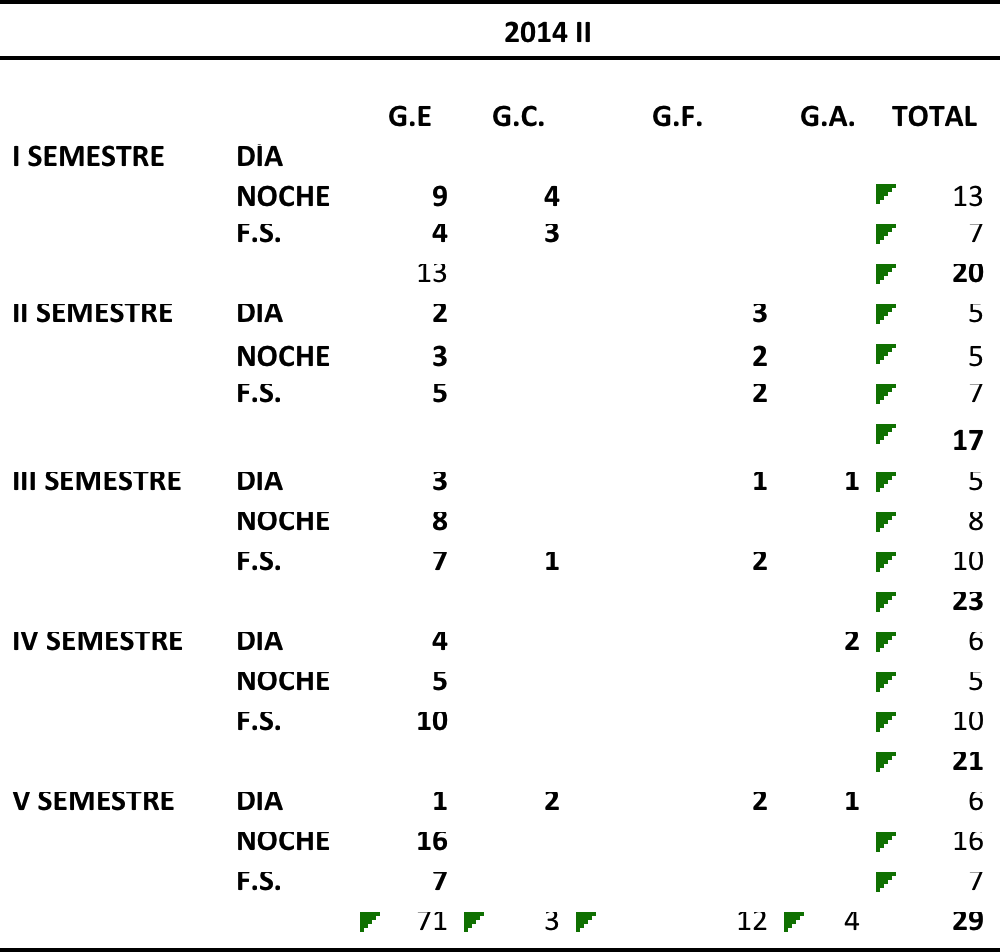 2014 II
G.E G.C. G.F. G.A. TOTAL
I SEMESTRE DIA
NOCHE 9 4 13
F.S. 4 3 7
13 20
II SEMESTRE DIA 2 3 5
NOCHE 3 2 5
F.S. 5 2 7
17
III SEMESTRE DIA 3 1 1 5
NOCHE 8 8
F.S. 7 1 2 10
23
IV SEMESTRE DIA 4 2 6
NOCHE 5 5
F.S. 10 10
21
V SEMESTRE DIA 1 2 2 1 6
NOCHE 16 16
F.S. 7 7
71 3 12 4 29